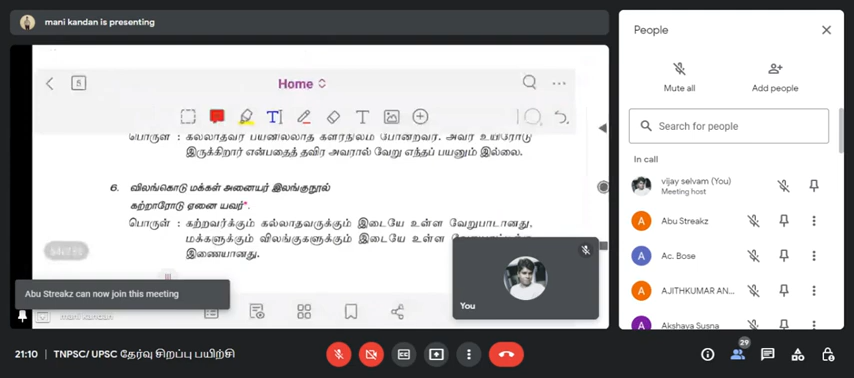 mani kandan is presenting
People
6
Home
Mute all
Add people
Search for people
In call
பொருள் : கல்லாதவர் பயனில்லாத களர்நிலம் போன்றவர். அவர் உயிரோடு
இருக்கிறார் என்பதைத் தவிர அவரால் வேறு எந்தப் பயனும் இல்லை.
6. விலங்கொடு மக்கள் அனையர் இலங்குநூல்
கற்றாரோடு ஏனை யவர்*.
பொருள் : கற்றவர்க்கும் கல்லாதவருக்கும் இடையே உள்ள வேறுபாடானது,
மக்களுக்கும் விலங்குகளுக்கும் இடையே உள்ள
இணையானது.
vijay selvam (You)
Meeting host
Abu Streakz
Ac. Bose
AJITHKUMAR AN...
Akshaya Susna
Abu Streakz can now join this meeting
mani kandan
You
21:10 | TNPSC/ UPSC தேர்வு சிறப்பு பயிற்சி
29